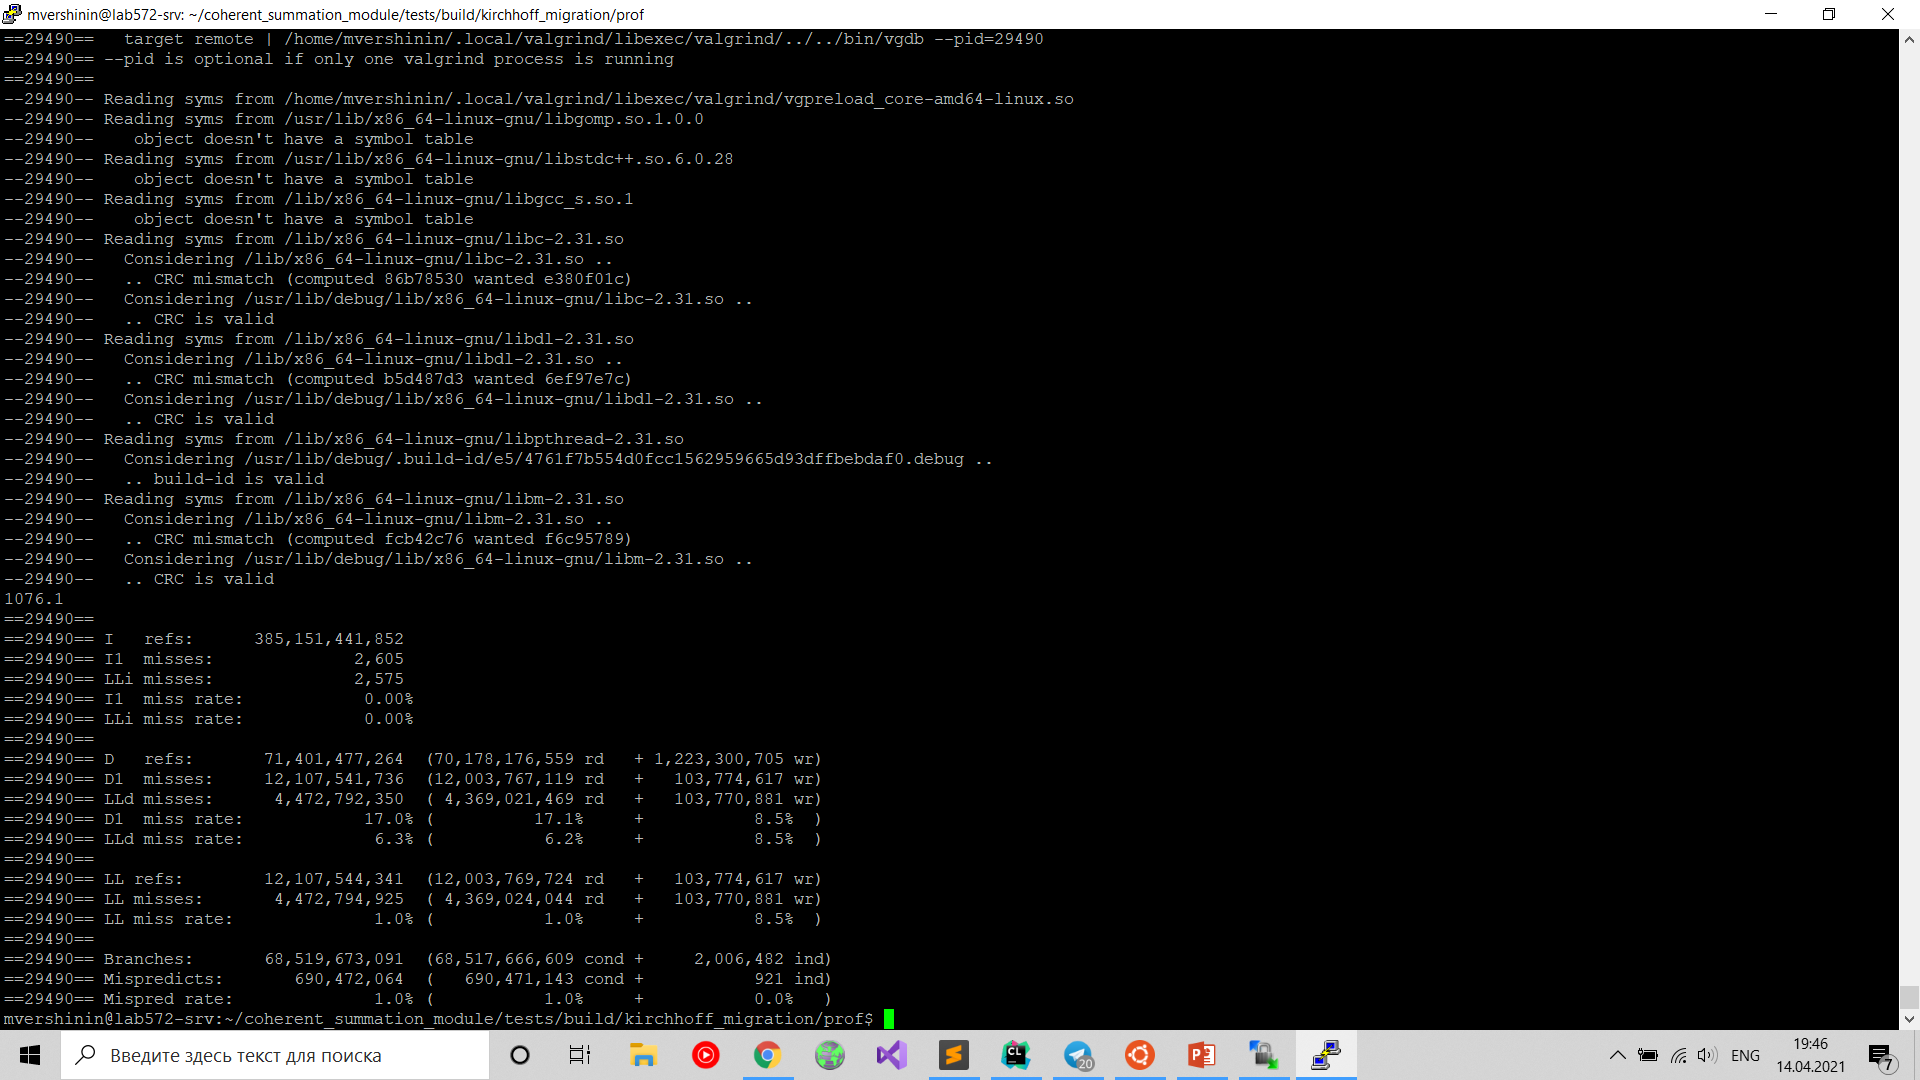 mvershinin@lab572-srv: ~/coherent_summation_module/tests/build/kirchhoff_migration/prof
==29490==   target remote | /home/mvershinin/.local/valgrind/libexec/valgrind/../../bin/vgdb --pid=29490
==29490== --pid is optional if only one valgrind process is running
==29490==
--29490-- Reading syms from /home/mvershinin/.local/valgrind/libexec/valgrind/vgpreload_core-amd64-linux.so
--29490-- Reading syms from /usr/lib/x86_64-linux-gnu/libgomp.so.1.0.0
--29490--    object doesn't have a symbol table
--29490-- Reading syms from /usr/lib/x86_64-linux-gnu/libstdc++.so.6.0.28
--29490--    object doesn't have a symbol table
--29490-- Reading syms from /lib/x86_64-linux-gnu/libgcc_s.so.1
--29490--    object doesn't have a symbol table
--29490-- Reading syms from /lib/x86_64-linux-gnu/libc-2.31.so
--29490--   Considering /lib/x86_64-linux-gnu/libc-2.31.so ..
--29490--   .. CRC mismatch (computed 86b78530 wanted e380f01c)
--29490--   Considering /usr/lib/debug/lib/x86_64-linux-gnu/libc-2.31.so ..
--29490--   .. CRC is valid
--29490-- Reading syms from /lib/x86_64-linux-gnu/libdl-2.31.so
--29490--   Considering /lib/x86_64-linux-gnu/libdl-2.31.so ..
--29490--   .. CRC mismatch (computed b5d487d3 wanted 6ef97e7c)
--29490--   Considering /usr/lib/debug/lib/x86_64-linux-gnu/libdl-2.31.so ..
--29490--   .. CRC is valid
--29490-- Reading syms from /lib/x86_64-linux-gnu/libpthread-2.31.so
--29490--   Considering /usr/lib/debug/.build-id/e5/4761f7b554d0fcc1562959665d93dffbebdaf0.debug ..
--29490--   .. build-id is valid
--29490-- Reading syms from /lib/x86_64-linux-gnu/libm-2.31.so
--29490--   Considering /lib/x86_64-linux-gnu/libm-2.31.so ..
--29490--   .. CRC mismatch (computed fcb42c76 wanted f6c95789)
--29490--   Considering /usr/lib/debug/lib/x86_64-linux-gnu/libm-2.31.so ..
--29490--   .. CRC is valid
1076.1
==29490==
==29490== I   refs:      385,151,441,852
==29490== I1  misses:              2,605
==29490== LLi misses:              2,575
==29490== I1  miss rate:            0.00%
==29490== LLi miss rate:            0.00%
==29490==
==29490== D   refs:       71,401,477,264  (70,178,176,559 rd   + 1,223,300,705 wr)
==29490== D1  misses:     12,107,541,736  (12,003,767,119 rd   +   103,774,617 wr)
==29490== LLd misses:      4,472,792,350  ( 4,369,021,469 rd   +   103,770,881 wr)
==29490== D1  miss rate:            17.0% (          17.1%     +           8.5%  )
==29490== LLd miss rate:             6.3% (           6.2%     +           8.5%  )
==29490==
==29490== LL refs:        12,107,544,341  (12,003,769,724 rd   +   103,774,617 wr)
==29490== LL misses:       4,472,794,925  ( 4,369,024,044 rd   +   103,770,881 wr)
==29490== LL miss rate:              1.0% (           1.0%     +           8.5%  )
==29490==
==29490== Branches:       68,519,673,091  (68,517,666,609 cond +     2,006,482 ind)
==29490== Mispredicts:       690,472,064  (   690,471,143 cond +           921 ind)
==29490== Mispred rate:              1.0% (           1.0%     +           0.0%   )
mvershinin@lab572-srv:~/coherent_summation_module/tests/build/kirchhoff_migration/prof$
Введите здесь текст для поиска
CL
20
P
ENG
19:46
14.04.2021
7